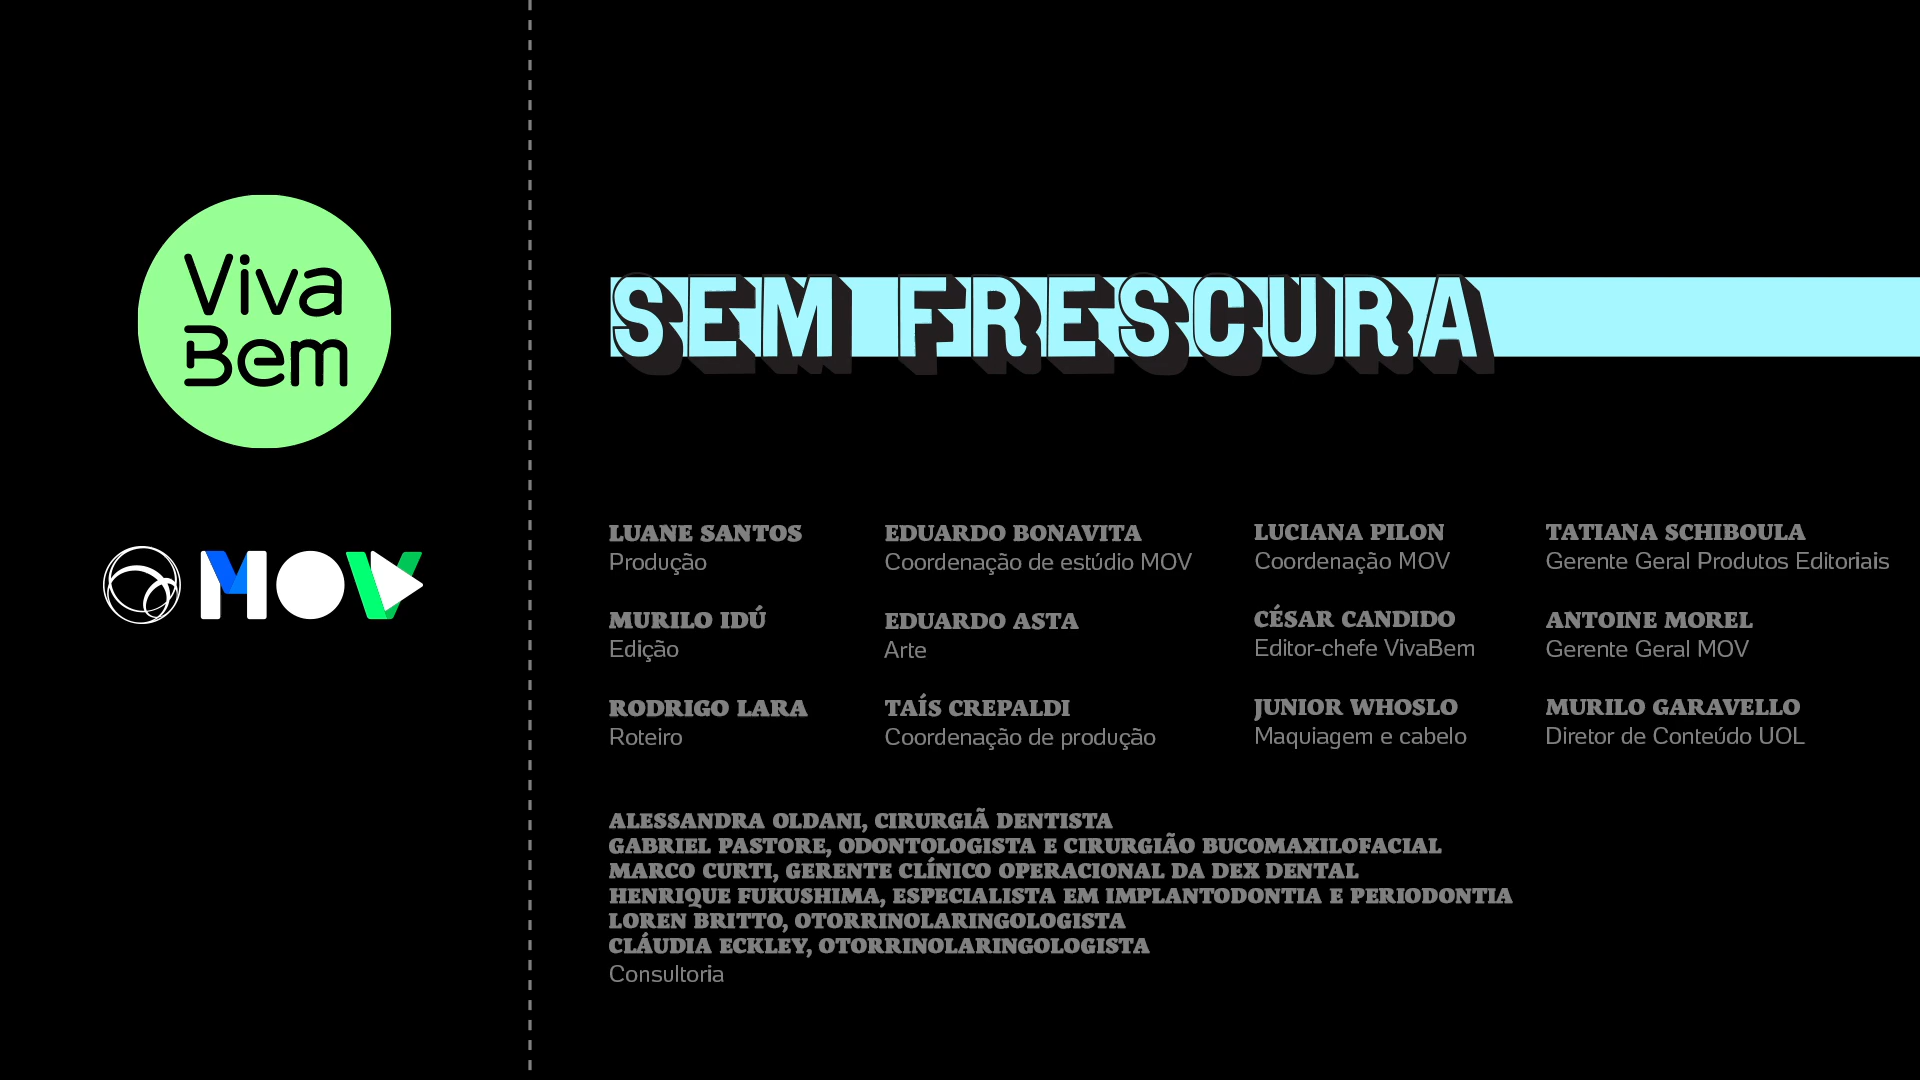 Viva
Bem
MOV
SEM FRESCURA
LUANE SANTOS
Produção
MURILO IDÚ
Edição
RODRIGO LARA
Roteiro
EDUARDO BONAVITA
Coordenação de estúdio MOV
EDUARDO ASTA
Arte
TAÍS CREPALDI
Coordenação de produção
LUCIANA PILON
Coordenação MOV
CÉSAR CANDIDO
Editor-chefe VivaBem
JUNIOR WHOSLO
Maquiagem e cabelo
TATIANA SCHIBOULA
Gerente Geral Produtos Editoriais
ANTOINE MOREL
Gerente Geral MOV
MURILO GARAVELLO
Diretor de Conteúdo UOL
ALESSANDRA OLDANI, CIRURGIÃ DENTISTA
GABRIEL PASTORE, ODONTOLOGISTA E CIRURGIÃO BUCOMAXILOFACIAL
MARCO CURTI, GERENTE CLÍNICO OPERACIONAL DA DEX DENTAL
HENRIQUE FUKUSHIMA, ESPECIALISTA EM IMPLANTODONTIA E PERIODONTIA
LOREN BRITTO, OTORRINOLARINGOLOGISTA
CLÁUDIA ECKLEY, OTORRINOLARINGOLOGISTA
Consultoria